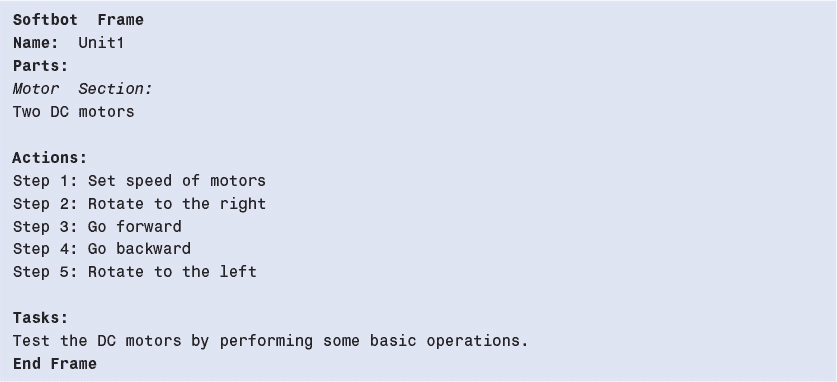 Softbot Frame
Name: Unit1
Parts:
Motor Section:
Two DC motors
Actions:
Step 1: Set speed of motors
Step 2: Rotate to the right
Step 3: Go forward
Step 4: Go backward
Step 5: Rotate to the left
Tasks:
Test the DC motors by performing some basic operations.
End Frame